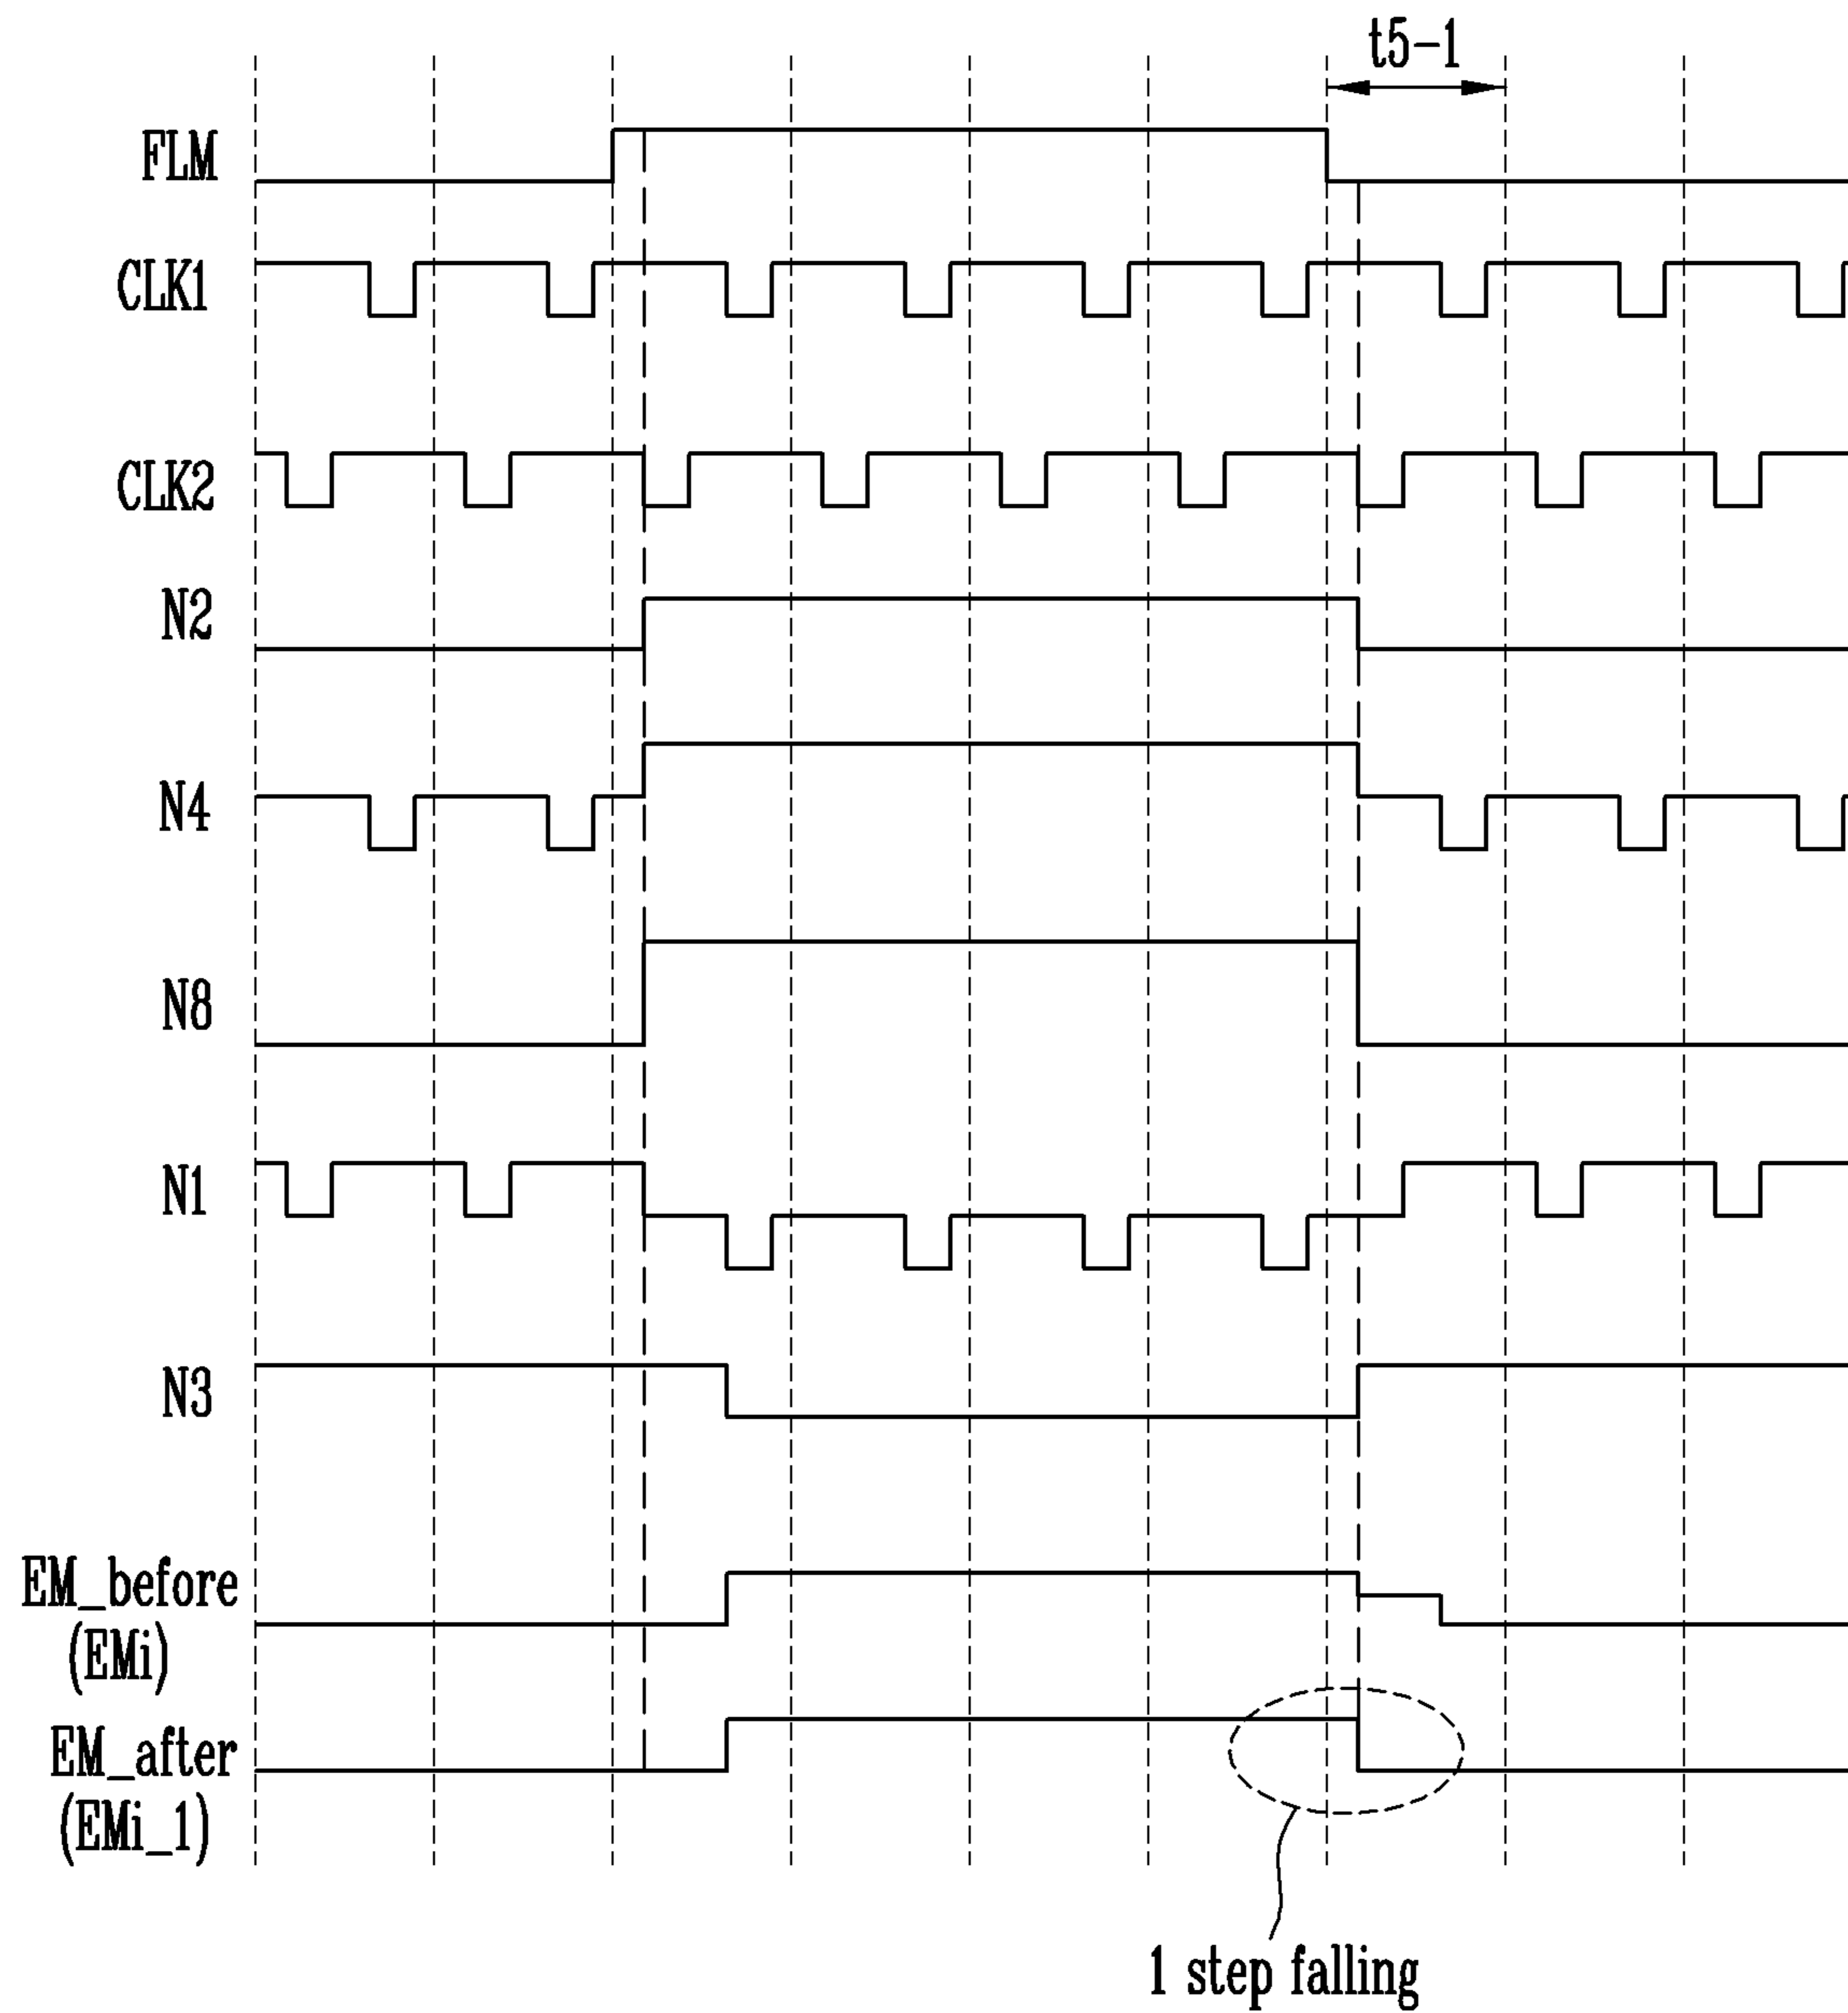 t5-1
FLM
CLK1
CLK2
N2
N4
N8
N1
N3
EM_before
(EMi)
EM_after
(EMi_1)
1 step falling